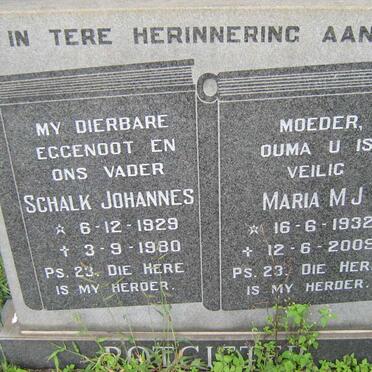 IN TERE HERINNERING AAN
MY DIERBARE
EGGENOOT EN
ONS VADER
SCHALK JOHANNES
☆ 6-12-1929
✝ 3-9-1980
PS. 23. DIE HERE
IS MY HERDER.
MOEDER,
OUMA U IS
VEILIG
MARIA M J
☆ 16-6-1932
✝ 12-6-2009
PS. 23. DIE HER
IS MY HERDER.